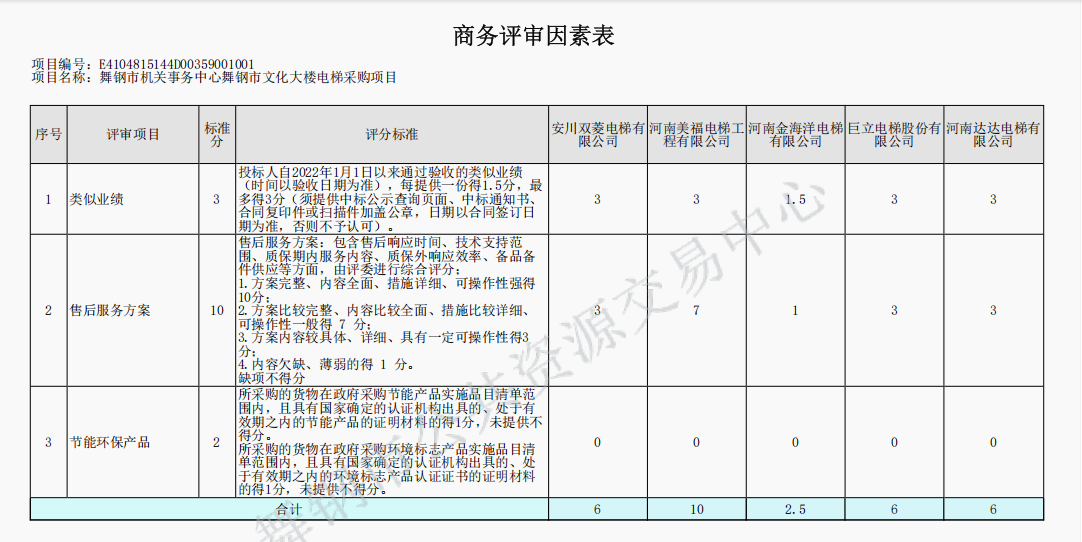 商务评审因素表
项目编号: E4104815144D00359001001
项目名称: 舞钢市机关事务中心舞钢市文化大楼电梯采购项目
序号 评审项目 标准分 评分标准 安川双菱电梯有限公司 河南美福电梯工程有限公司 河南金海洋电梯有限公司 巨立电梯股份有限公司 河南达达电梯有限公司
1 类似业绩 3
投标人自2022年1月1日以来通过验收的类似业绩
（时间以验收日期为准），每提供一份得1.5分，最
多得3分（须提供中标公示查询页面、中标通知书、
合同复印件或扫描件加盖公章，日期以合同签订日
期为准，否则不予认可）。
3 3 1.5 3 3
2 售后服务方案 10
售后服务方案：包含售后响应时间、技术支持范
围、质保期内服务内容、质保外响应效率、备品备
件供应等方面，由评委进行综合评分；
1.方案完整、内容全面、措施详细、可操作性强得
10分；
2.方案比较完整、内容比较全面、措施比较详细、
可操作性一般得 7 分；
3.方案内容较具体、详细、具有一定可操作性得3
分；
4.内容欠缺、薄弱的得 1 分。
缺项不得分
3 7 1 3 3
3 节能环保产品 2
所采购的货物在政府采购节能产品实施品目清单范
围内，且具有国家确定的认证机构出具的、处于有
效期之内的节能产品的证明材料的得1分，未提供不
得分。
所采购的货物在政府采购环境标志产品实施品目清
单范围内，且具有国家确定的认证机构出具的、处
于有效期之内的环境标志产品认证证书的证明材料
的得1分，未提供不得分。
0 0 0 0 0
合计 6 10 2.5 6 6
舞钢市公共资源交易中心